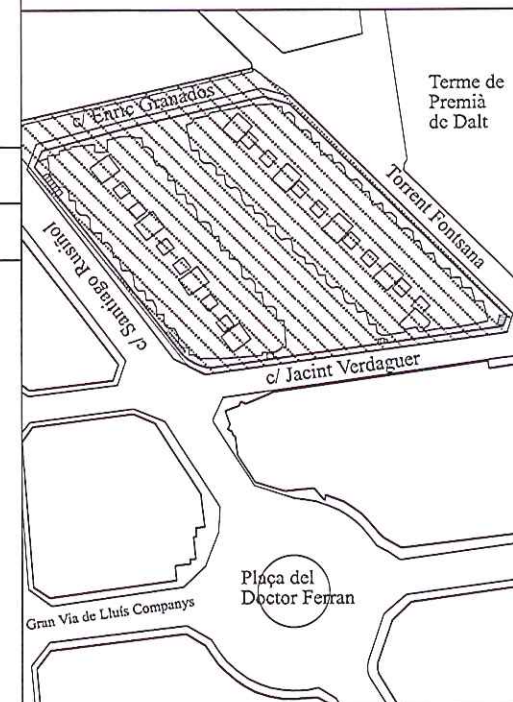 c/ Enric Granados
Terme de
Premià
de Dalt
Torrent Fontsana
c/ Santiago Rusiñol
c/ Jacint Verdaguer
Plaça del
Doctor Ferran
Gran Via de Lluís Companys